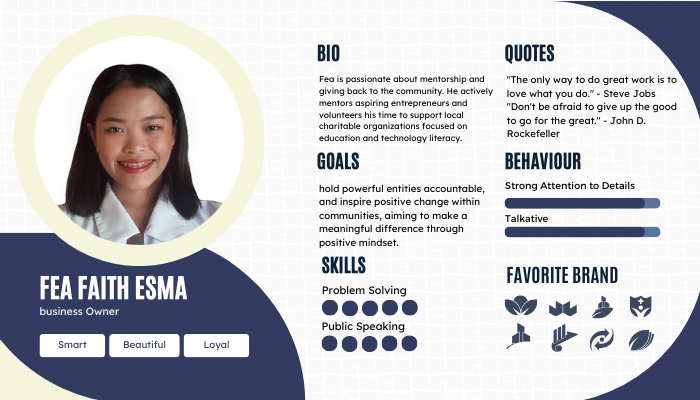 BIO
Fea is passionate about mentorship and
giving back to the community. He actively
mentors aspiring entrepreneurs and
volunteers his time to support local
charitable organizations focused on
education and technology literacy.
GOALS
hold powerful entities accountable,
and inspire positive change within
communities, aiming to make a
meaningful difference through
positive mindset.
SKILLS
Problem Solving
Public Speaking
QUOTES
"The only way to do great work is to
love what you do." - Steve Jobs
"Don't be afraid to give up the good
to go for the great." - John D.
Rockefeller
BEHAVIOUR
Strong Attention to Details
Talkative
FAVORITE BRAND
FEA FAITH ESMA
business Owner
Smart
Beautiful
Loyal